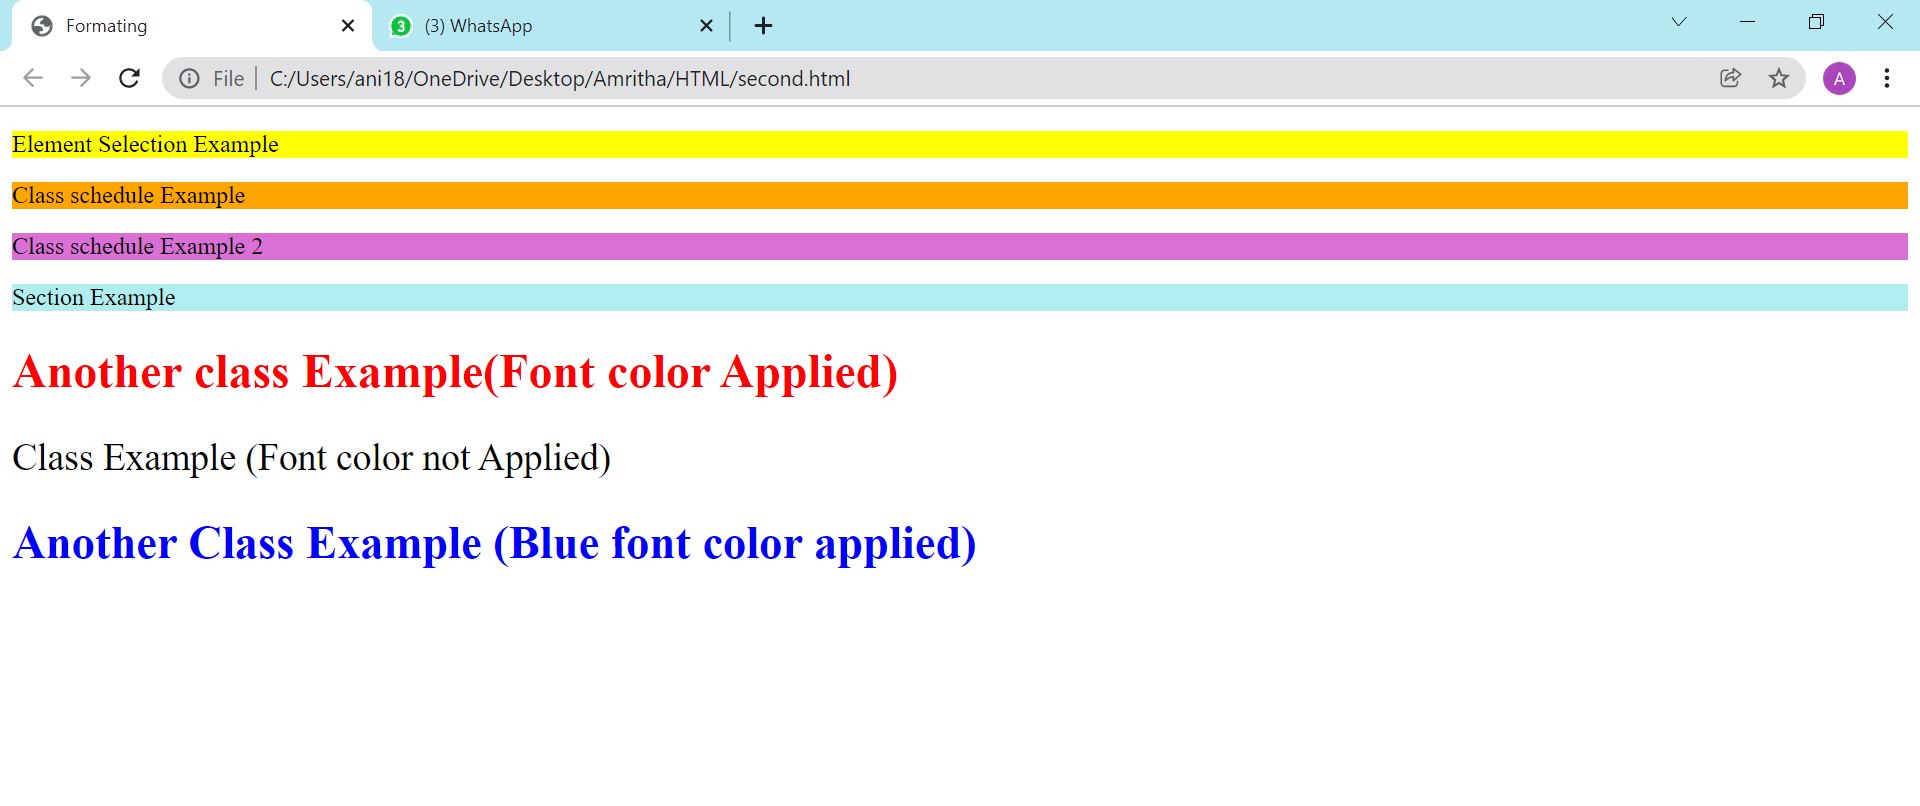 Formating
3 (3) WhatsApp
File C:/Users/ani18/OneDrive/Desktop/Amritha/HTML/second.html
A
Element Selection Example
Class schedule Example
Class schedule Example 2
Section Example
Another class Example(Font color Applied)
Class Example (Font color not Applied)
Another Class Example (Blue font color applied)